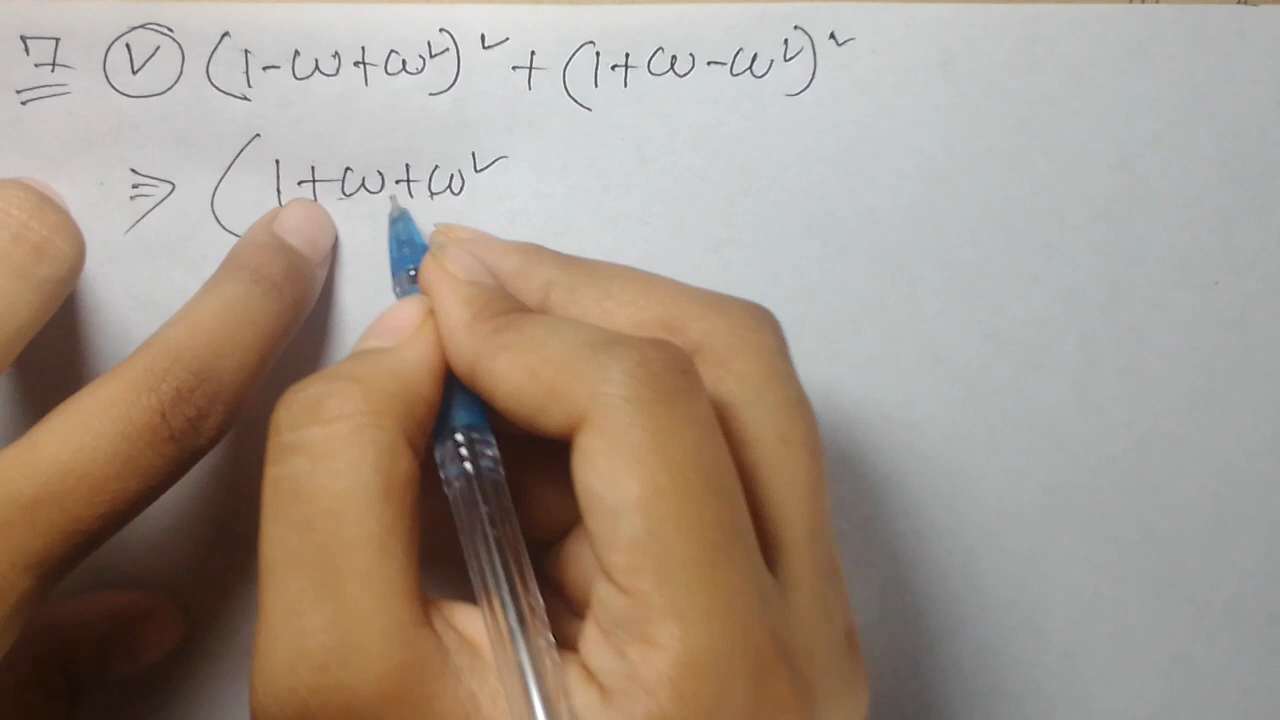 7 (v) (1-ω+ω²)² + (1+ω-ω²)²
⇒ (1+ω+ω²